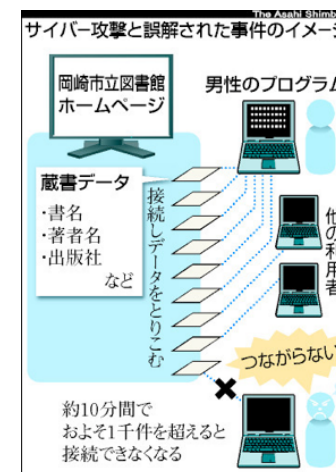 The Asahi Shimb
サイバー攻撃と誤解された事件のイメージ
岡崎市立図書館
ホームページ
男性のプログラム
蔵書データ
・書名
・著者名
・出版社
など
接続しデータをとりこむ
他の利用者
つながらない
約10分間で
およそ1千件を超えると
接続できなくなる